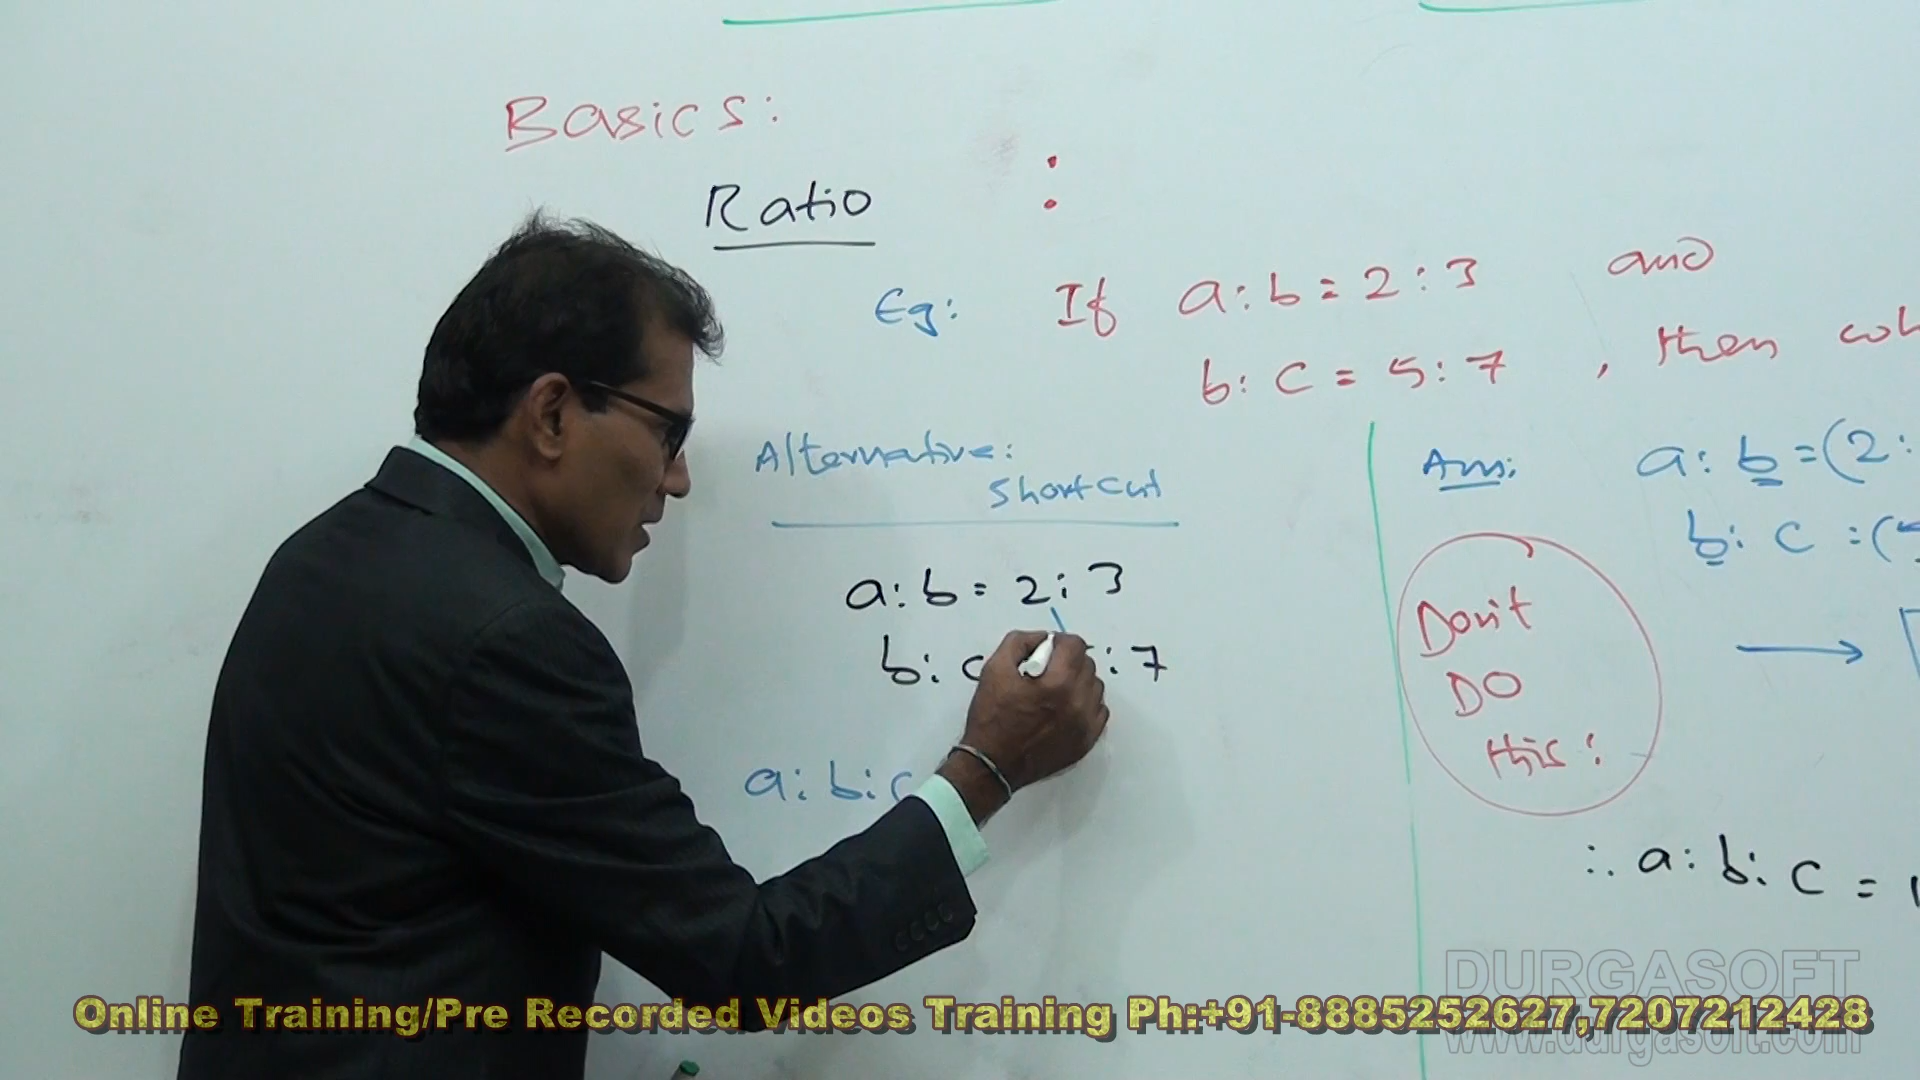 Basics:
Ratio :
Eg: If a:b = 2:3 and
b:c = 5:7 , then
Alternative:
shortcut
a:b = 2:3
b: :7
a:b:c
Ans: a:b=(2:
b:c =(
Don't
DO
this:
∴ a:b:c =
DURGASOFT
www.durgasoft.com
Online Training/Pre Recorded Videos Training Ph:+91-8885252627,7207212428